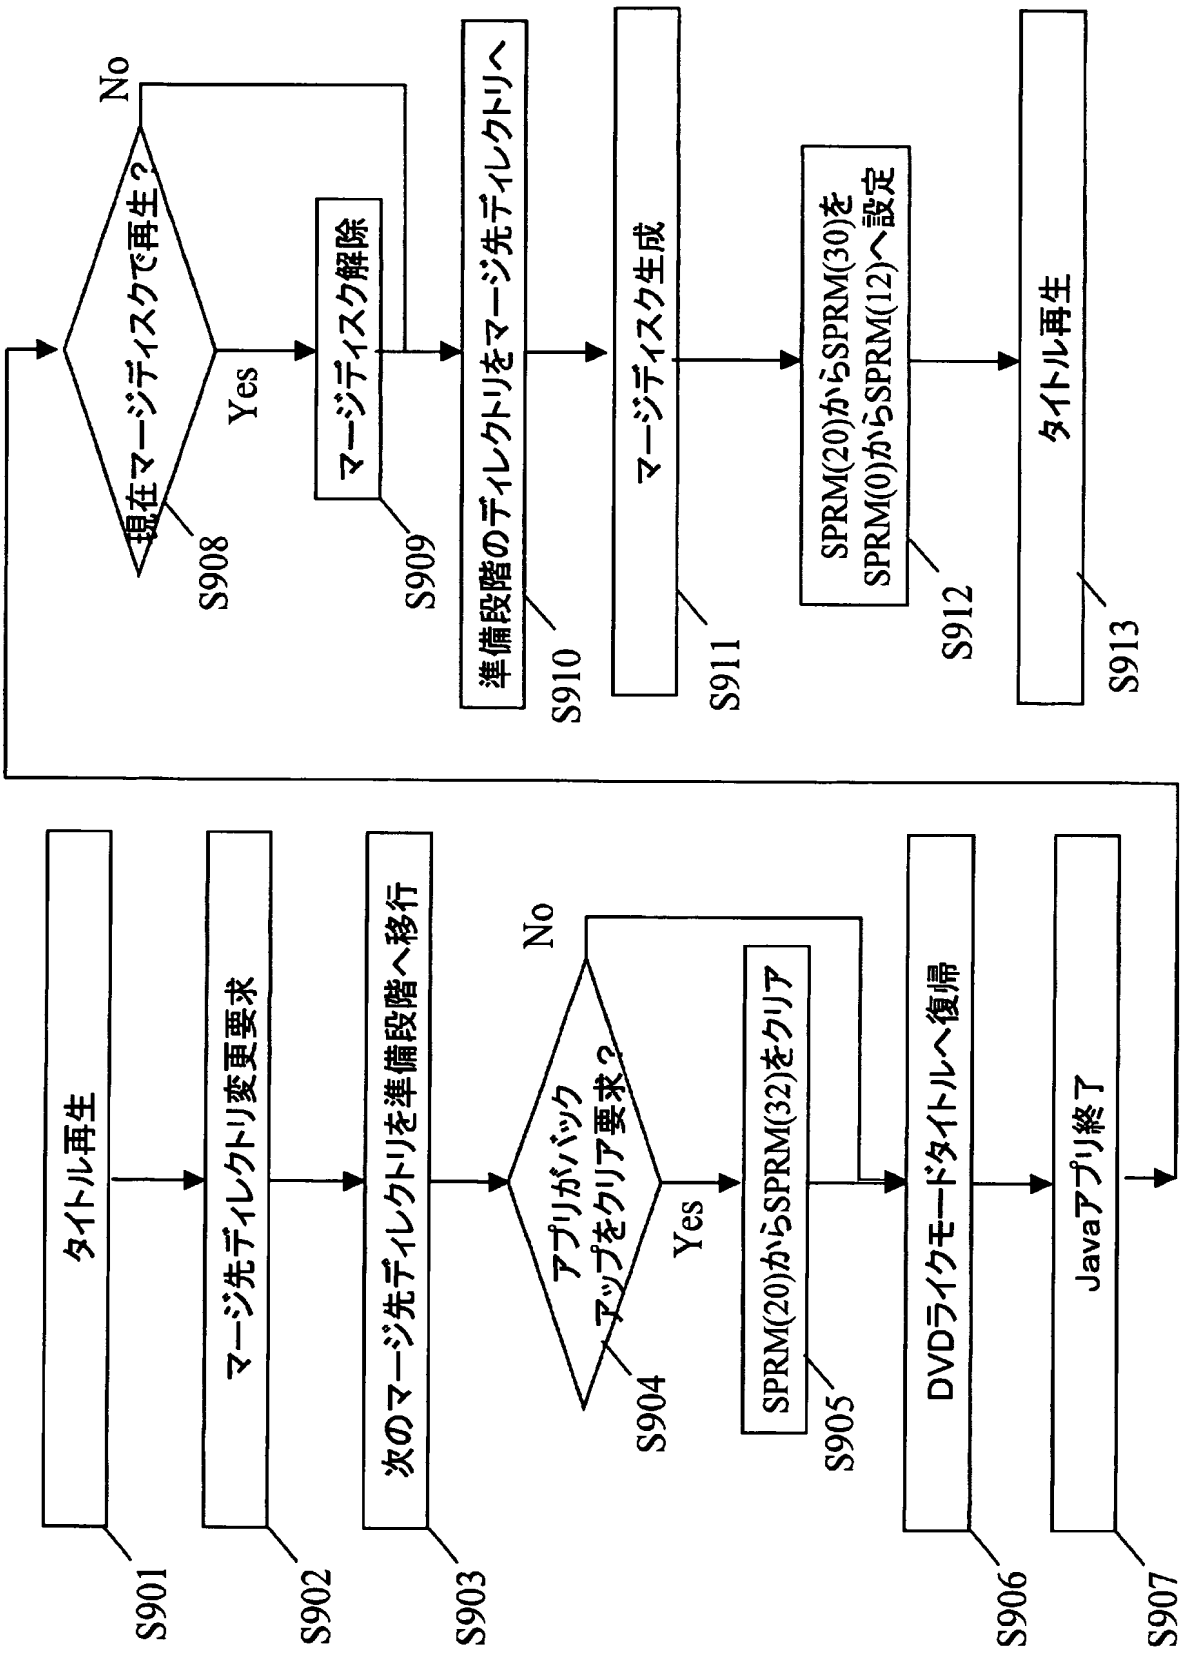 タイトル再生
S901
マージ先ディレクトリ変更要求
S902
次のマージ先ディレクトリを準備段階へ移行
S903
アプリがバック
アップをクリア要求?
S904
No
Yes
SPRM(20)からSPRM(32)をクリア
S905
DVDライクモードタイトルへ復帰
S906
Javaアプリ終了
S907
現在マージディスクで再生?
S908
No
Yes
マージディスク解除
S909
準備段階のディレクトリをマージ先ディレクトリへ
S910
マージディスク生成
S911
SPRM(20)からSPRM(30)を
SPRM(0)からSPRM(12)へ設定
S912
タイトル再生
S913